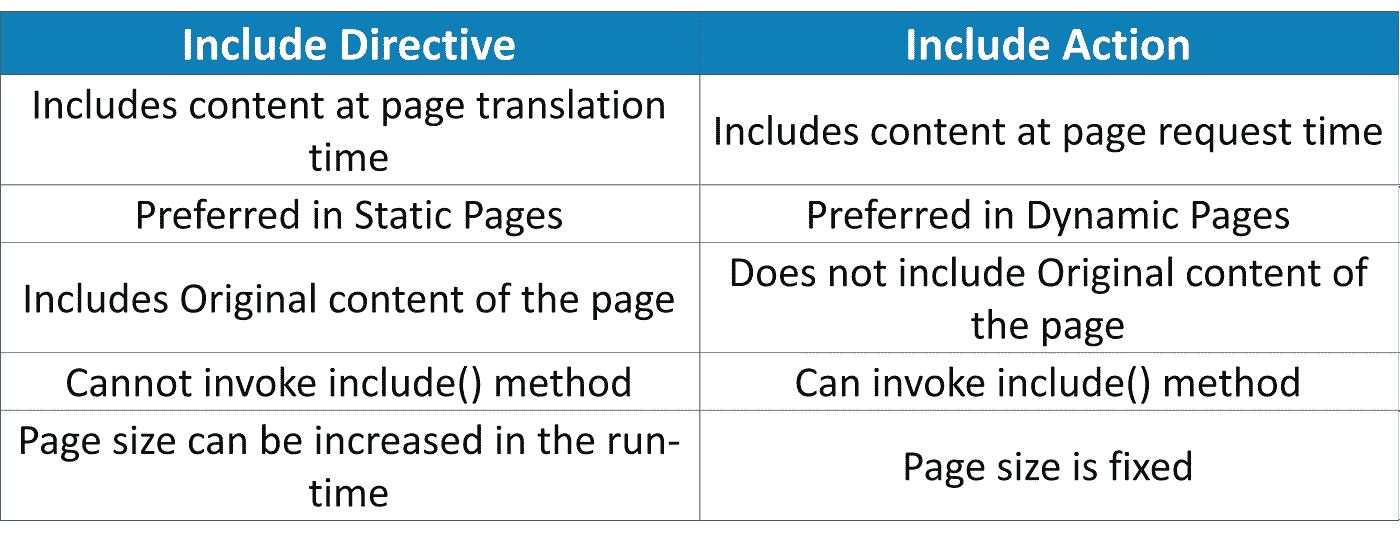 Include Directive
Include Action
Includes content at page translation
time
Includes content at page request time
Preferred in Static Pages
Preferred in Dynamic Pages
Includes Original content of the page
Does not include Original content of
the page
Cannot invoke include() method
Can invoke include() method
Page size can be increased in the run-
time
Page size is fixed